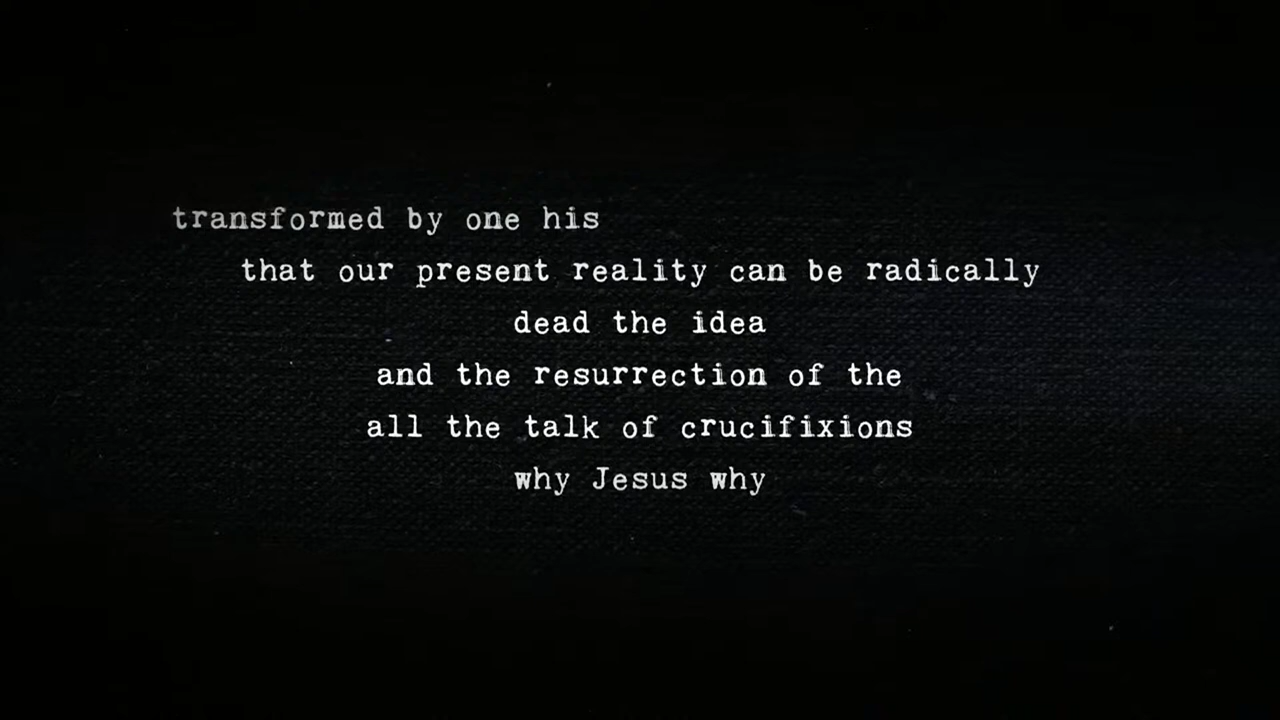 transformed by one his
that our present reality can be radically
dead the idea
and the resurrection of the
all the talk of crucifixions
why Jesus why